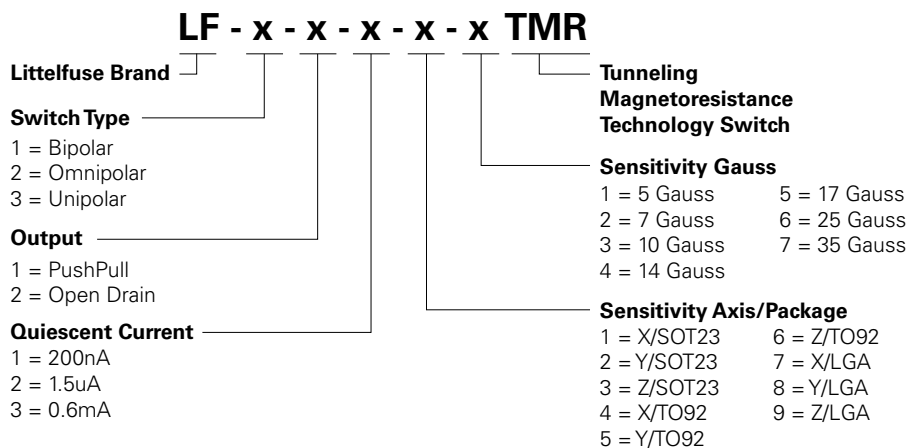 LF - x - x - x - x - x TMR
Littelfuse Brand
Switch Type
1 = Bipolar
2 = Omnipolar
3 = Unipolar
Output
1 = PushPull
2 = Open Drain
Quiescent Current
1 = 200nA
2 = 1.5uA
3 = 0.6mA
Tunneling
Magnetoresistance
Technology Switch
Sensitivity Gauss
1 = 5 Gauss 5 = 17 Gauss
2 = 7 Gauss 6 = 25 Gauss
3 = 10 Gauss 7 = 35 Gauss
4 = 14 Gauss
Sensitivity Axis/Package
1 = X/SOT23 6 = Z/TO92
2 = Y/SOT23 7 = X/LGA
3 = Z/SOT23 8 = Y/LGA
4 = X/TO92 9 = Z/LGA
5 = Y/TO92